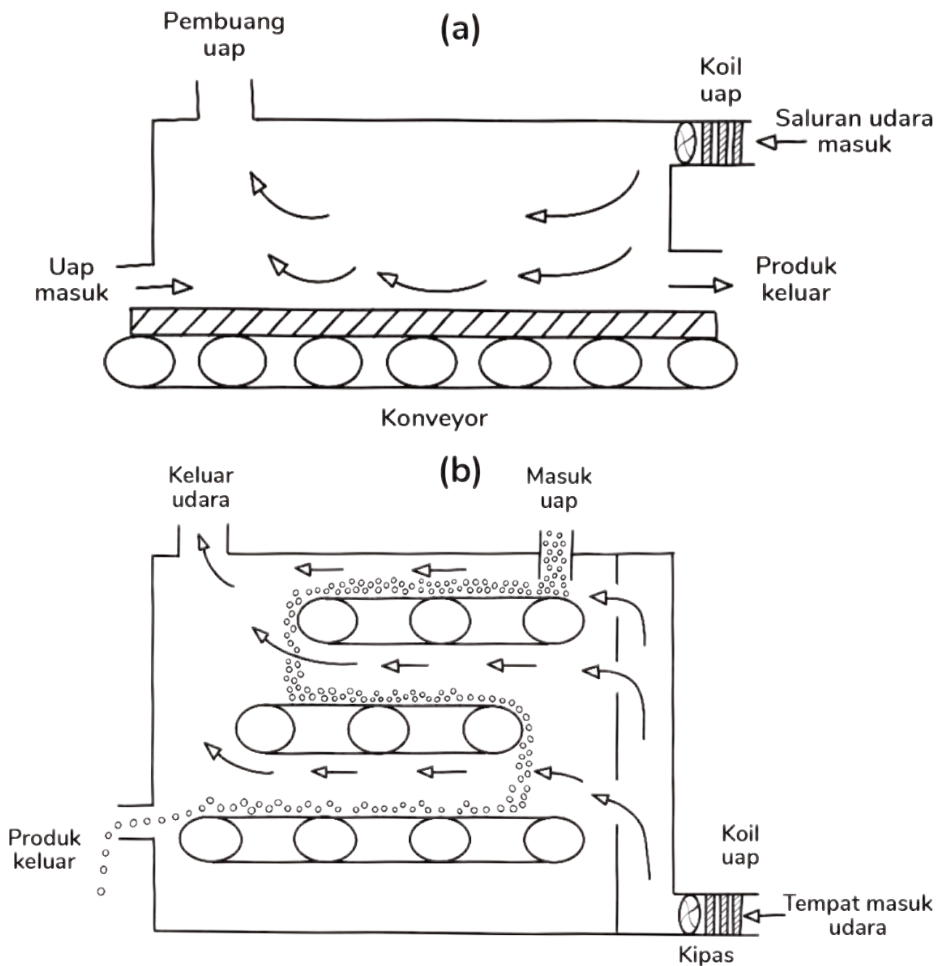 (a)
Pembuang
uap
Koil
uap
Saluran udara
masuk
Uap
masuk
Produk
keluar
Konveyor
(b)
Keluar
udara
Masuk
uap
Produk
keluar
Koil
uap
Tempat masuk
udara
Kipas